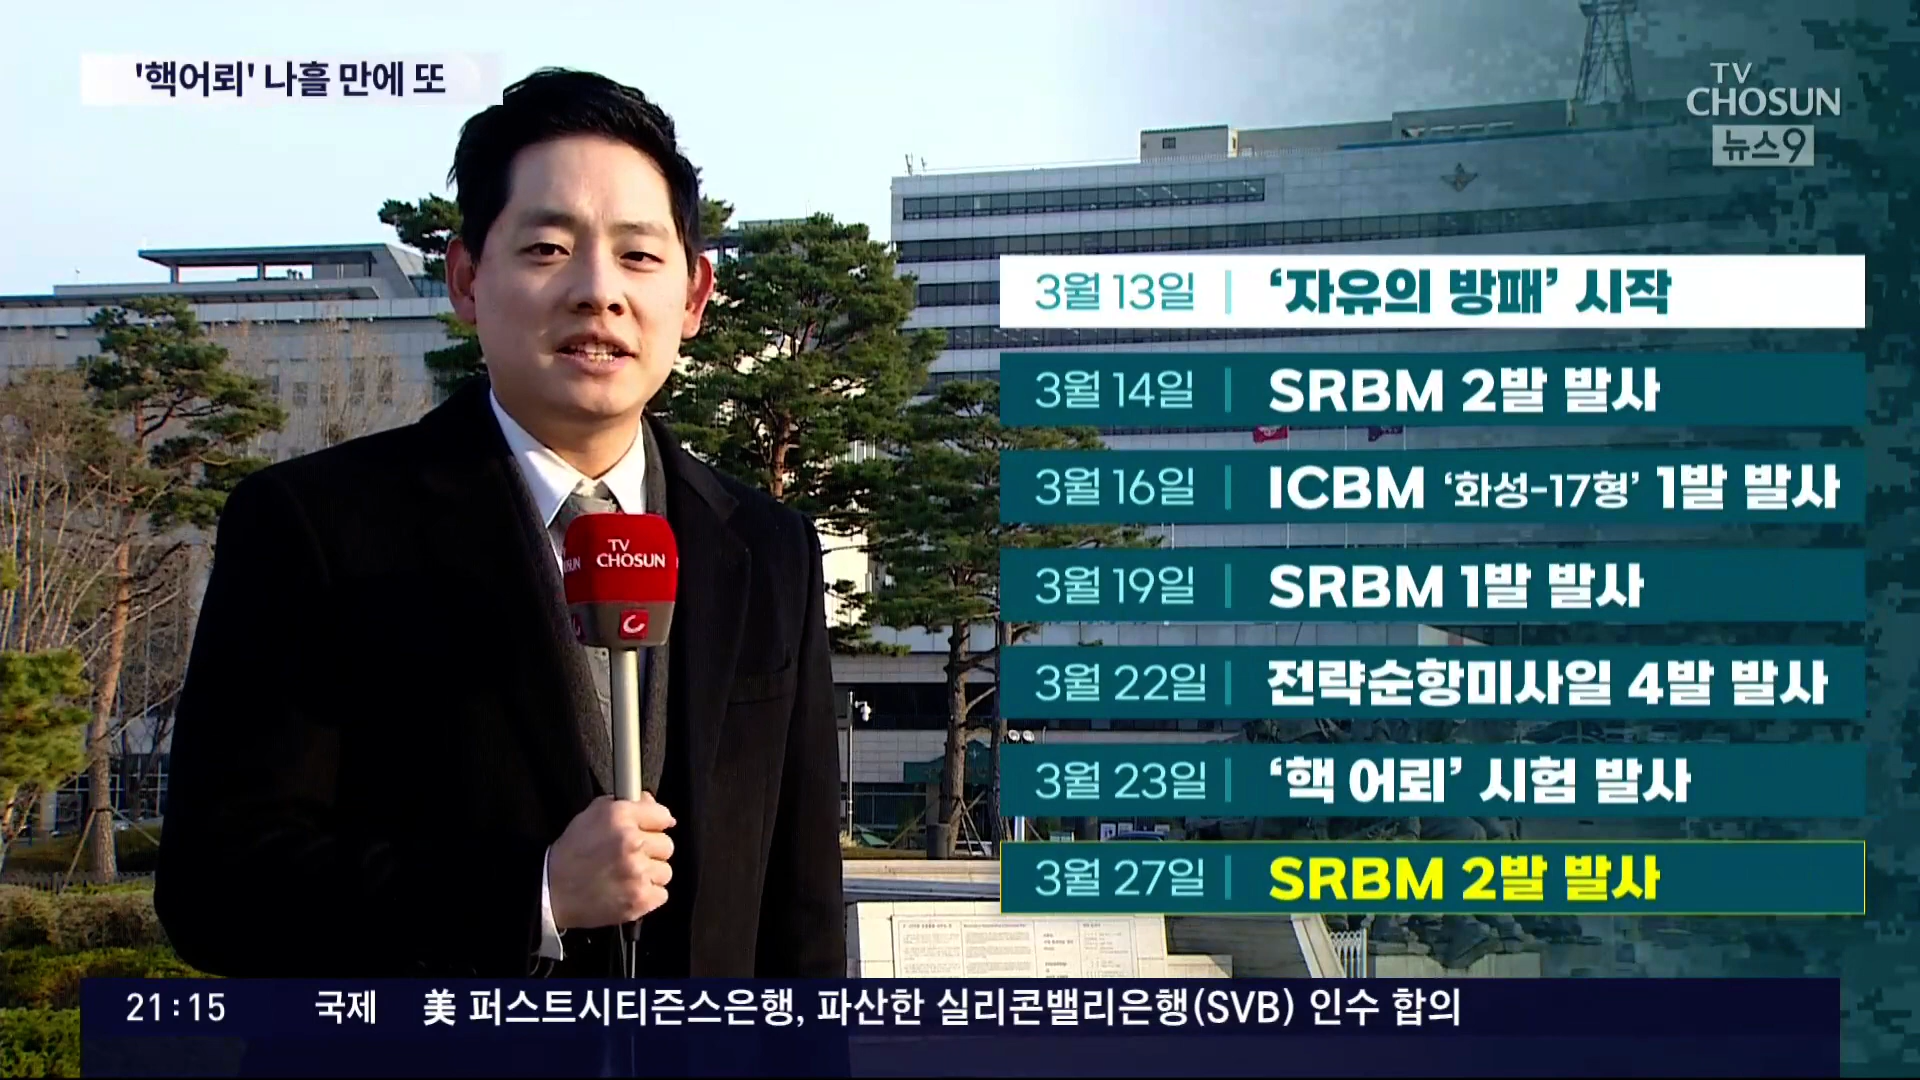 '핵어뢰' 나흘 만에 또
TV
CHOSUN
뉴스9
3월 13일 ‘자유의 방패’ 시작
3월 14일 SRBM 2발 발사
3월 16일 ICBM ‘화성-17형’ 1발 발사
3월 19일 SRBM 1발 발사
3월 22일 전략순항미사일 4발 발사
3월 23일 ‘핵 어뢰’ 시험 발사
3월 27일 SRBM 2발 발사
TV
CHOSUN
21:15 국제 美 퍼스트시티즌스은행, 파산한 실리콘밸리은행(SVB) 인수 합의